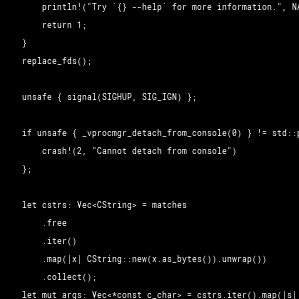 println!("Try `{} --help` for more information.", NA
return 1;
}
replace_fds();
unsafe { signal(SIGHUP, SIG_IGN) };
if unsafe { _vprocmgr_detach_from_console(0) } != std::p
crash!(2, "Cannot detach from console")
};
let cstrs: Vec<CString> = matches
.free
.iter()
.map(|x| CString::new(x.as_bytes()).unwrap())
.collect();
let mut args: Vec<*const c_char> = cstrs.iter().map(|s|